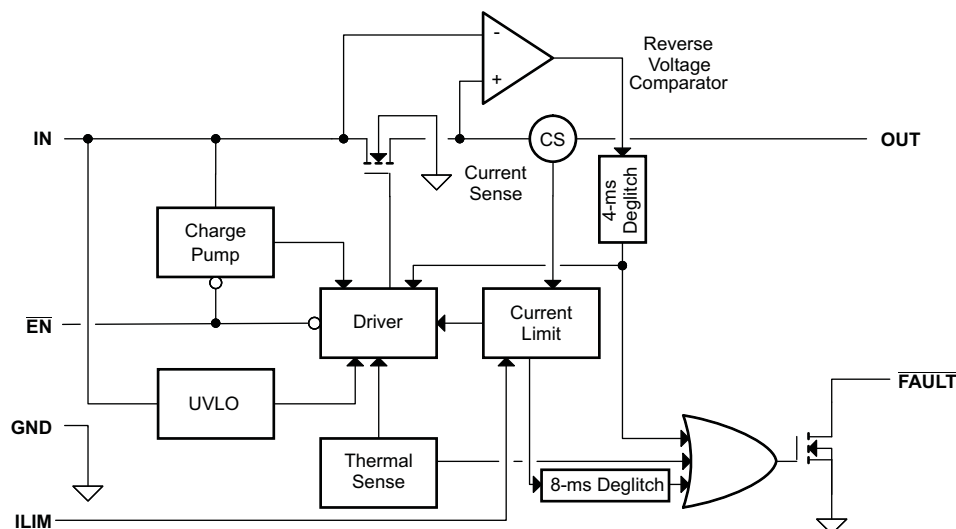 -
+
Reverse
Voltage
Comparator
IN
CS
OUT
Current
Sense
4-ms
Deglitch
Charge
Pump
EN
Driver
Current
Limit
UVLO
FAULT
GND
Thermal
Sense
8-ms Deglitch
ILIM